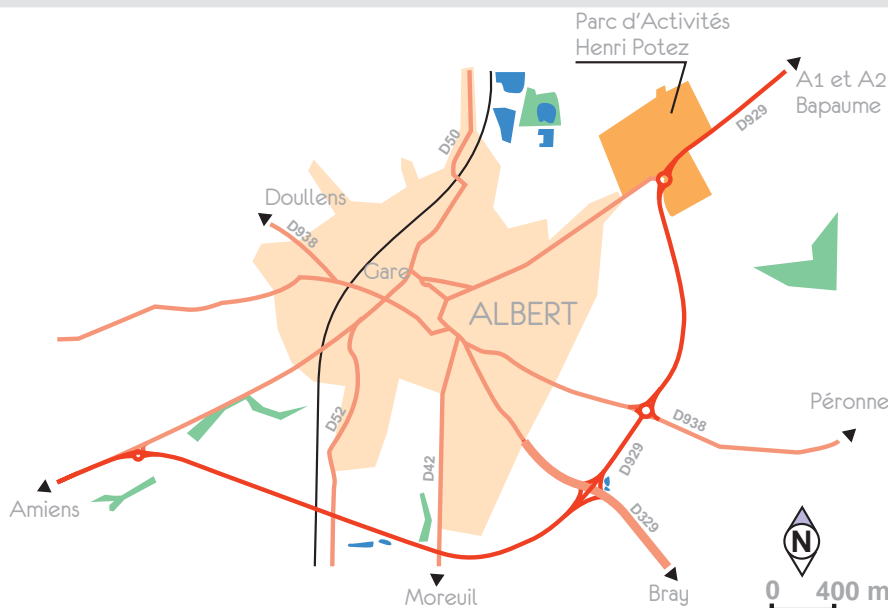 Parc d'Activités
Henri Potez
A1 et A2
Bapaume
D929
D50
Doullens
D938
Gare
ALBERT
Péronne
D938
D52
D42
D929
Amiens
D329
N
Moreuil
Bray
0 400 m